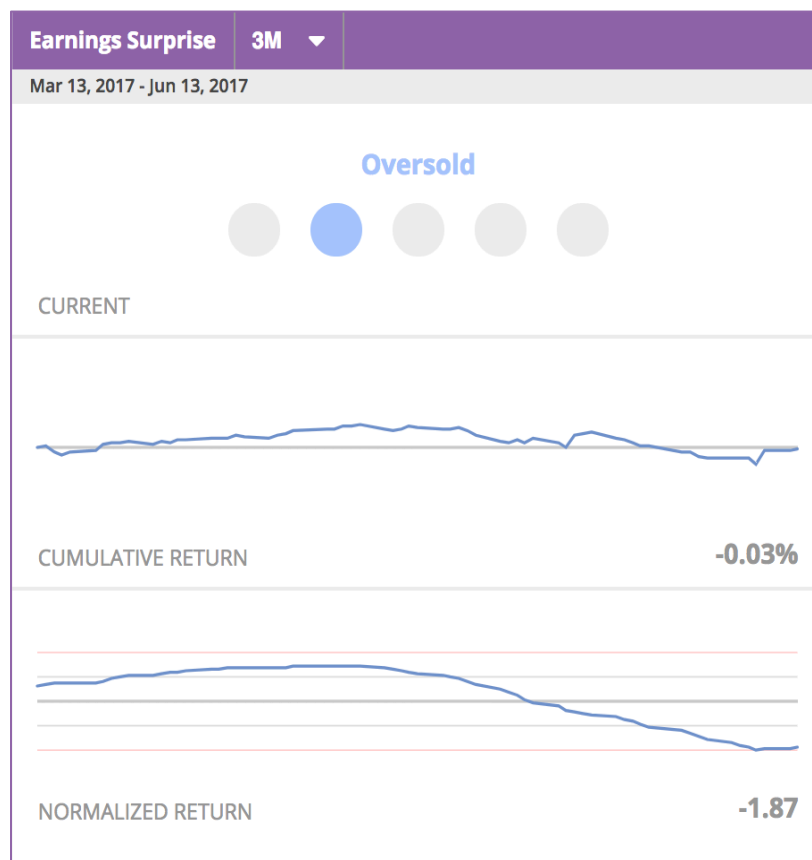 Earnings Surprise 3M
Mar 13, 2017 - Jun 13, 2017
Oversold
CURRENT
CUMULATIVE RETURN -0.03%
NORMALIZED RETURN -1.87